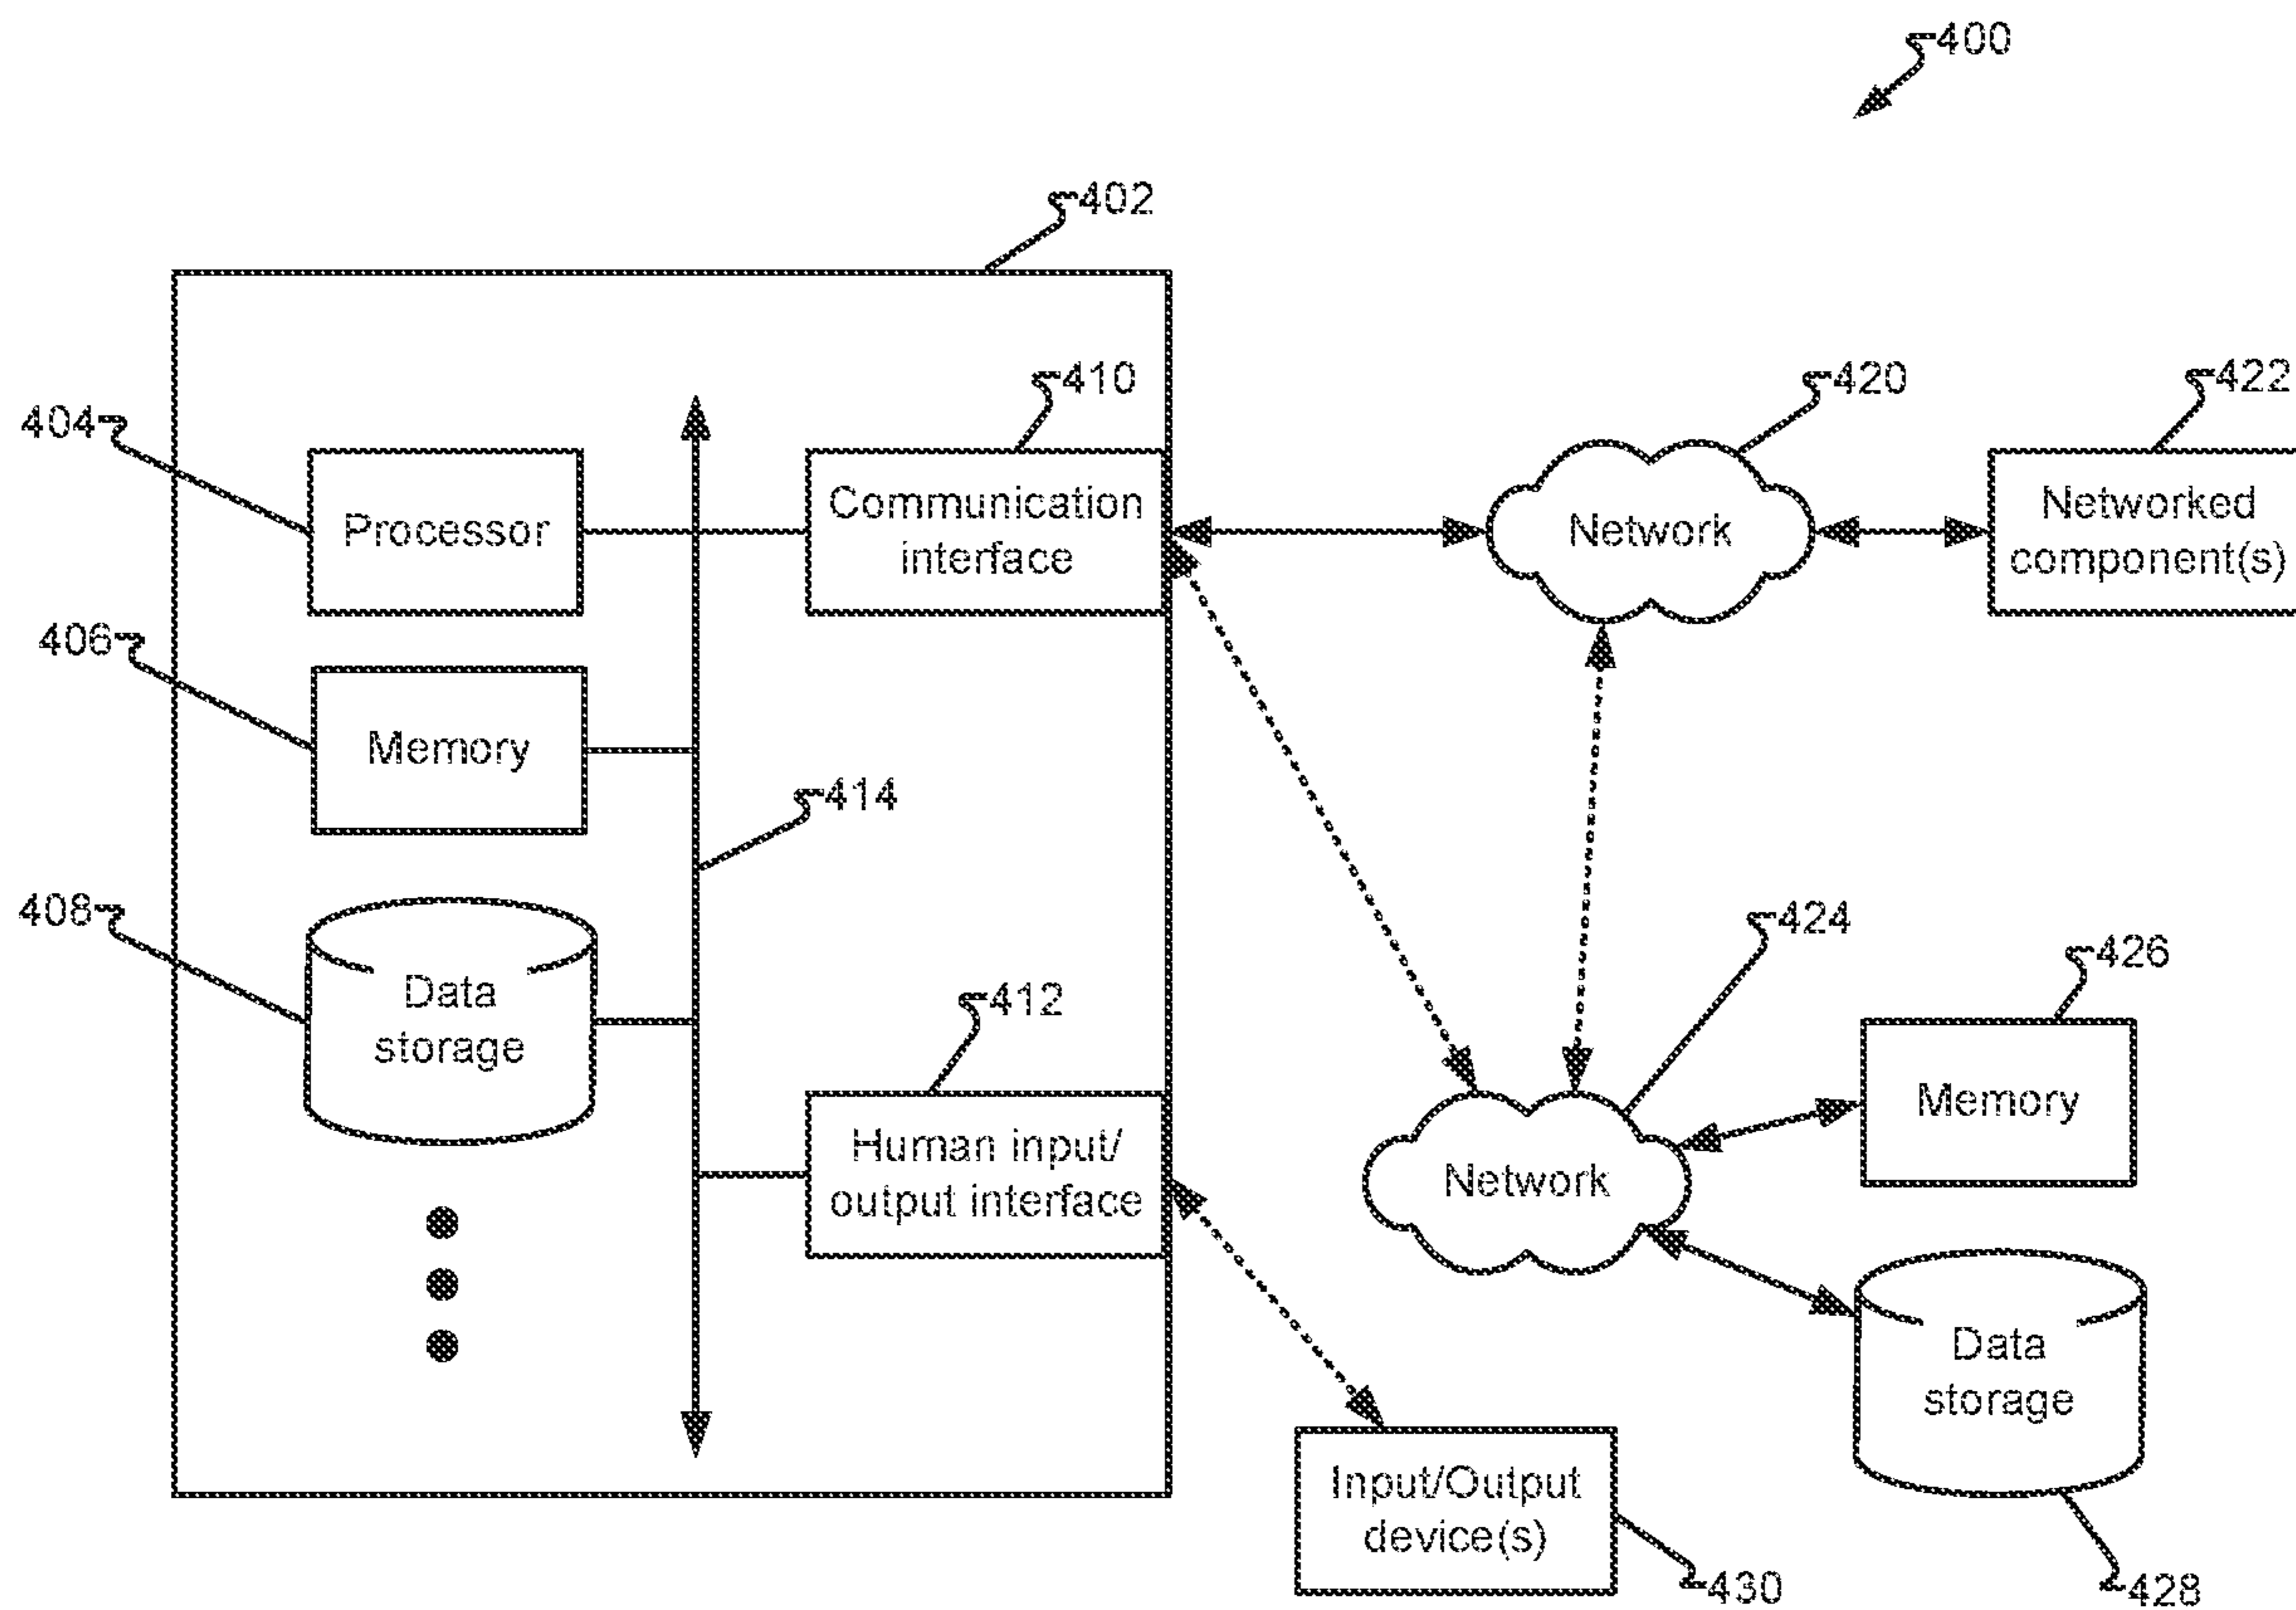 400
402
410
420
422
404
Processor
Communication
interface
Network
Networked
component(s)
406
Memory
414
408
Data
storage
412
424
426
Human input/
output interface
Network
Memory
Data
storage
Input/Output
device(s)
430
428